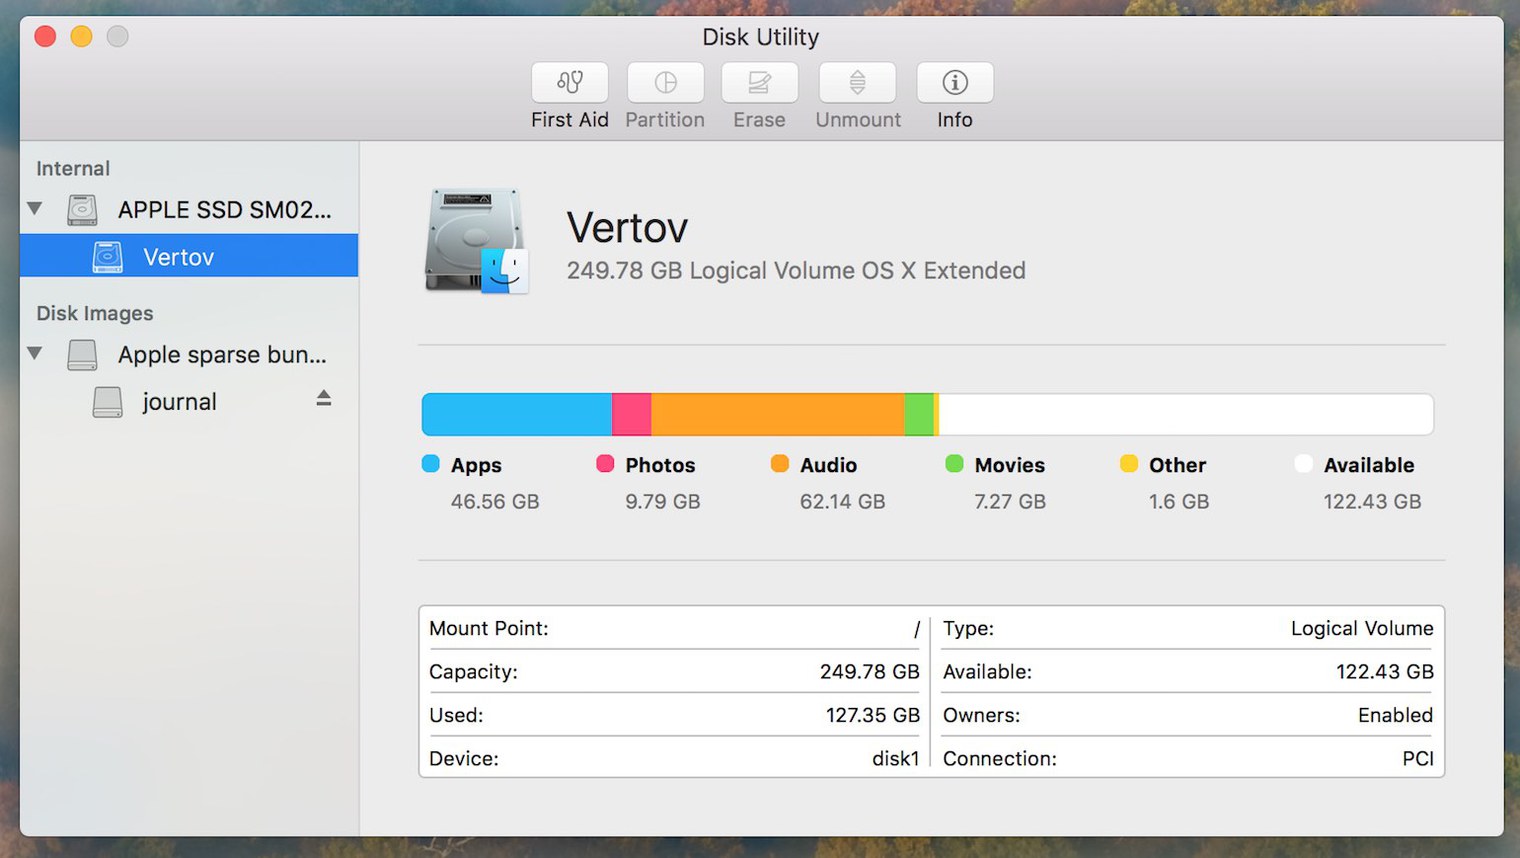 Disk Utility
First Aid Partition Erase Unmount Info
Internal
APPLE SSD SM02...
Vertov
Disk Images
Apple sparse bun...
journal
Vertov
249.78 GB Logical Volume OS X Extended
Apps Photos Audio Movies Other Available
46.56 GB 9.79 GB 62.14 GB 7.27 GB 1.6 GB 122.43 GB
Mount Point: / Type: Logical Volume
Capacity: 249.78 GB Available: 122.43 GB
Used: 127.35 GB Owners: Enabled
Device: disk1 Connection: PCI